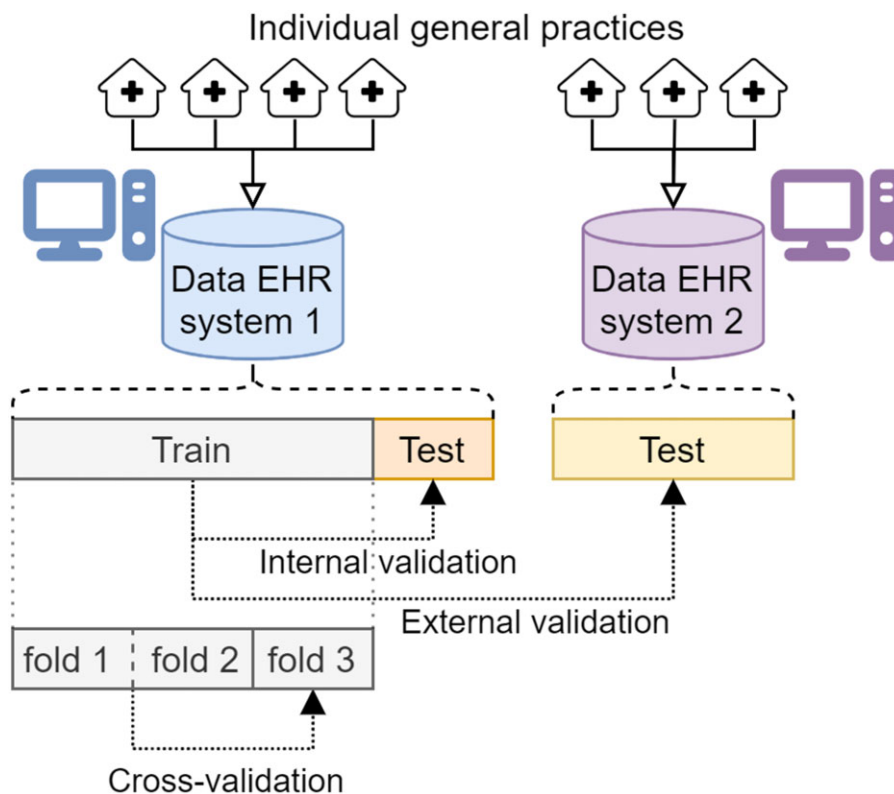 Individual general practices
Data EHR
system 1
Data EHR
system 2
Train
Test
Test
Internal validation
External validation
fold 1
fold 2
fold 3
Cross-validation